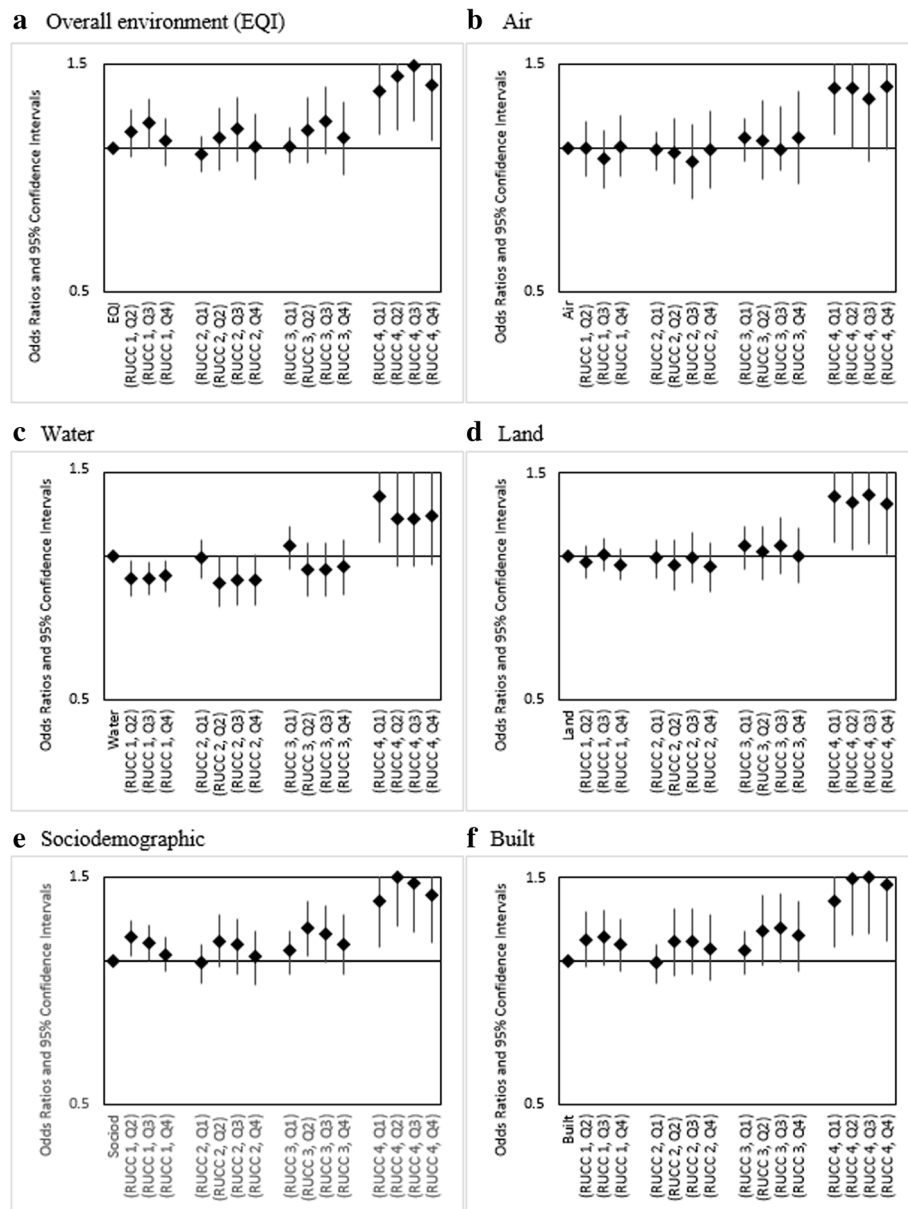 a Overall environment (EQI)
Odds Ratios and 95% Confidence Intervals
1.5
0.5
EQI
(RUCC 1, Q2)
(RUCC 1, Q3)
(RUCC 1, Q4)
(RUCC 2, Q1)
(RUCC 2, Q2)
(RUCC 2, Q3)
(RUCC 2, Q4)
(RUCC 3, Q1)
(RUCC 3, Q2)
(RUCC 3, Q3)
(RUCC 3, Q4)
(RUCC 4, Q1)
(RUCC 4, Q2)
(RUCC 4, Q3)
(RUCC 4, Q4)
b Air
Odds Ratios and 95% Confidence Intervals
1.5
0.5
Air
(RUCC 1, Q2)
(RUCC 1, Q3)
(RUCC 1, Q4)
(RUCC 2, Q1)
(RUCC 2, Q2)
(RUCC 2, Q3)
(RUCC 2, Q4)
(RUCC 3, Q1)
(RUCC 3, Q2)
(RUCC 3, Q3)
(RUCC 3, Q4)
(RUCC 4, Q1)
(RUCC 4, Q2)
(RUCC 4, Q3)
(RUCC 4, Q4)
c Water
Odds Ratios and 95% Confidence Intervals
1.5
0.5
Water
(RUCC 1, Q2)
(RUCC 1, Q3)
(RUCC 1, Q4)
(RUCC 2, Q1)
(RUCC 2, Q2)
(RUCC 2, Q3)
(RUCC 2, Q4)
(RUCC 3, Q1)
(RUCC 3, Q2)
(RUCC 3, Q3)
(RUCC 3, Q4)
(RUCC 4, Q1)
(RUCC 4, Q2)
(RUCC 4, Q3)
(RUCC 4, Q4)
d Land
Odds Ratios and 95% Confidence Intervals
1.5
0.5
Land
(RUCC 1, Q2)
(RUCC 1, Q3)
(RUCC 1, Q4)
(RUCC 2, Q1)
(RUCC 2, Q2)
(RUCC 2, Q3)
(RUCC 2, Q4)
(RUCC 3, Q1)
(RUCC 3, Q2)
(RUCC 3, Q3)
(RUCC 3, Q4)
(RUCC 4, Q1)
(RUCC 4, Q2)
(RUCC 4, Q3)
(RUCC 4, Q4)
e Sociodemographic
Odds Ratios and 95% Confidence Intervals
1.5
0.5
Sociod
(RUCC 1, Q2)
(RUCC 1, Q3)
(RUCC 1, Q4)
(RUCC 2, Q1)
(RUCC 2, Q2)
(RUCC 2, Q3)
(RUCC 2, Q4)
(RUCC 3, Q1)
(RUCC 3, Q2)
(RUCC 3, Q3)
(RUCC 3, Q4)
(RUCC 4, Q1)
(RUCC 4, Q2)
(RUCC 4, Q3)
(RUCC 4, Q4)
f Built
Odds Ratios and 95% Confidence Intervals
1.5
0.5
Built
(RUCC 1, Q2)
(RUCC 1, Q3)
(RUCC 1, Q4)
(RUCC 2, Q1)
(RUCC 2, Q2)
(RUCC 2, Q3)
(RUCC 2, Q4)
(RUCC 3, Q1)
(RUCC 3, Q2)
(RUCC 3, Q3)
(RUCC 3, Q4)
(RUCC 4, Q1)
(RUCC 4, Q2)
(RUCC 4, Q3)
(RUCC 4, Q4)